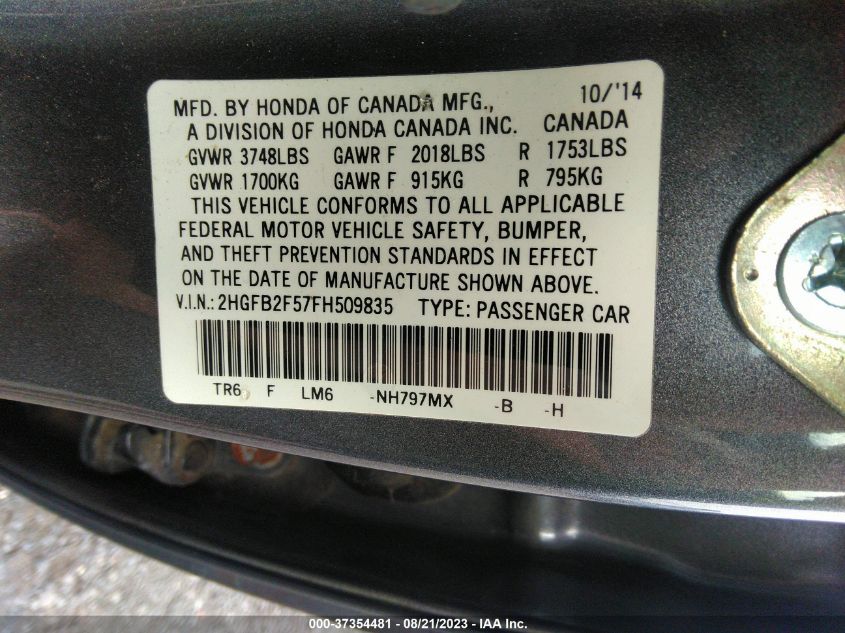 MFD. BY HONDA OF CANADA MFG., 10/'14
A DIVISION OF HONDA CANADA INC. CANADA
GVWR 3748LBS GAWR F 2018LBS R 1753LBS
GVWR 1700KG GAWR F 915KG R 795KG
THIS VEHICLE CONFORMS TO ALL APPLICABLE
FEDERAL MOTOR VEHICLE SAFETY, BUMPER,
AND THEFT PREVENTION STANDARDS IN EFFECT
ON THE DATE OF MANUFACTURE SHOWN ABOVE.
V.I.N.: 2HGFB2F57FH509835 TYPE: PASSENGER CAR
TR6 F LM6 -NH797MX -B -H
000-37354481 - 08/21/2023 - IAA Inc.